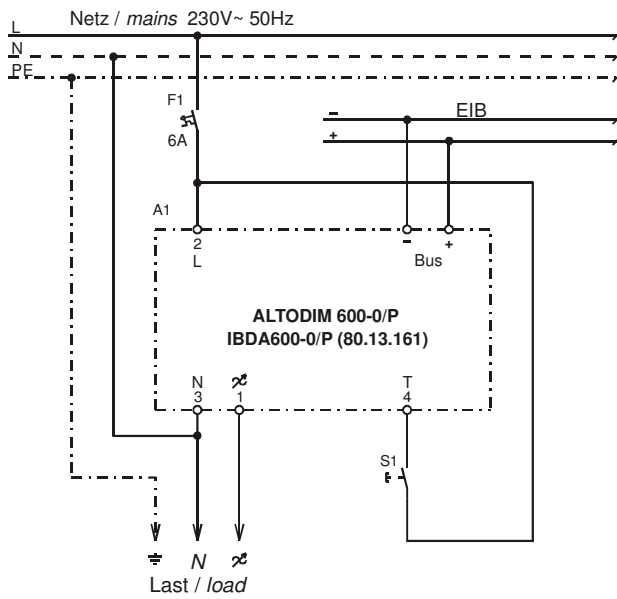 Netz / mains 230V~ 50Hz
L
N
PE
F1
6A
EIB
-
+
A1
2
L
- +
Bus
ALTODIM 600-0/P
IBDA600-0/P (80.13.161)
N T
3 1 4
S1
N
Last / load